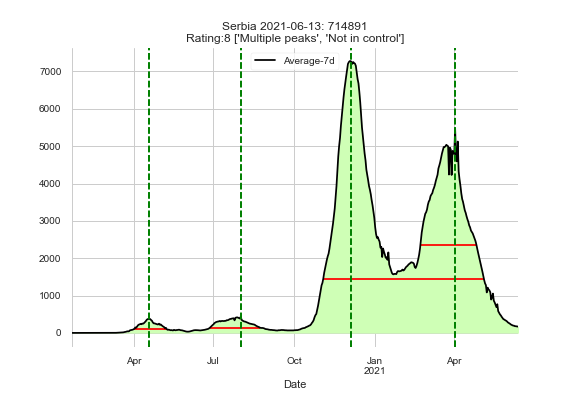 Serbia 2021-06-13: 714891
Rating:8 ['Multiple peaks', 'Not in control']
Average-7d
7000
6000
5000
4000
3000
2000
1000
0
Apr Jul Oct Jan Apr
2021
Date